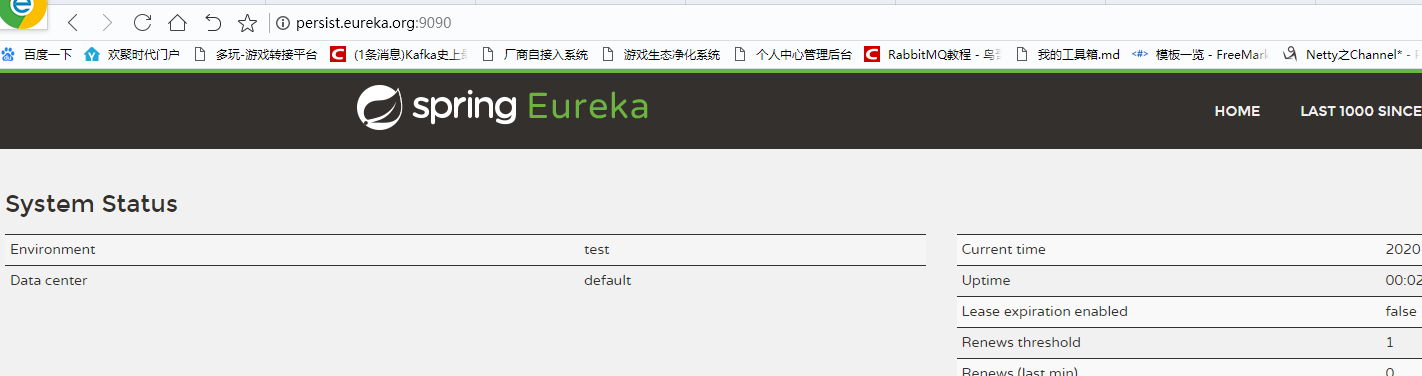 persist.eureka.org:9090
百度一下 欢聚时代门户 多玩-游戏转接平台 (1条消息)Kafka史上 厂商自接入系统 游戏生态净化系统 个人中心管理后台 RabbitMQ教程 - 鸟 我的工具箱.md <#> 模板一览 - FreeMark Netty之Channel* -
spring Eureka HOME LAST 1000 SINCE
System Status
Environment test
Data center default
Current time 2020
Uptime 00:02
Lease expiration enabled false
Renews threshold 1
Renews (last min) 0